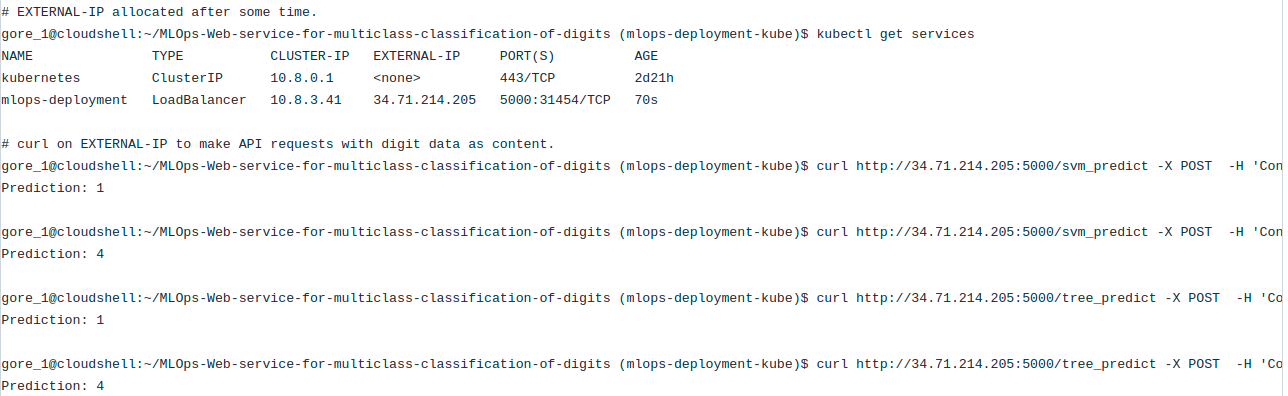 # EXTERNAL-IP allocated after some time.
gore_1@cloudshell:~/MLOps-Web-service-for-multiclass-classification-of-digits (mlops-deployment-kube)$ kubectl get services
NAME               TYPE           CLUSTER-IP   EXTERNAL-IP     PORT(S)          AGE
kubernetes         ClusterIP      10.8.0.1     <none>          443/TCP          2d21h
mlops-deployment   LoadBalancer   10.8.3.41    34.71.214.205   5000:31454/TCP   70s
# curl on EXTERNAL-IP to make API requests with digit data as content.
gore_1@cloudshell:~/MLOps-Web-service-for-multiclass-classification-of-digits (mlops-deployment-kube)$ curl http://34.71.214.205:5000/svm_predict -X POST  -H 'Con
Prediction: 1
gore_1@cloudshell:~/MLOps-Web-service-for-multiclass-classification-of-digits (mlops-deployment-kube)$ curl http://34.71.214.205:5000/svm_predict -X POST  -H 'Con
Prediction: 4
gore_1@cloudshell:~/MLOps-Web-service-for-multiclass-classification-of-digits (mlops-deployment-kube)$ curl http://34.71.214.205:5000/tree_predict -X POST  -H 'Co
Prediction: 1
gore_1@cloudshell:~/MLOps-Web-service-for-multiclass-classification-of-digits (mlops-deployment-kube)$ curl http://34.71.214.205:5000/tree_predict -X POST  -H 'Co
Prediction: 4